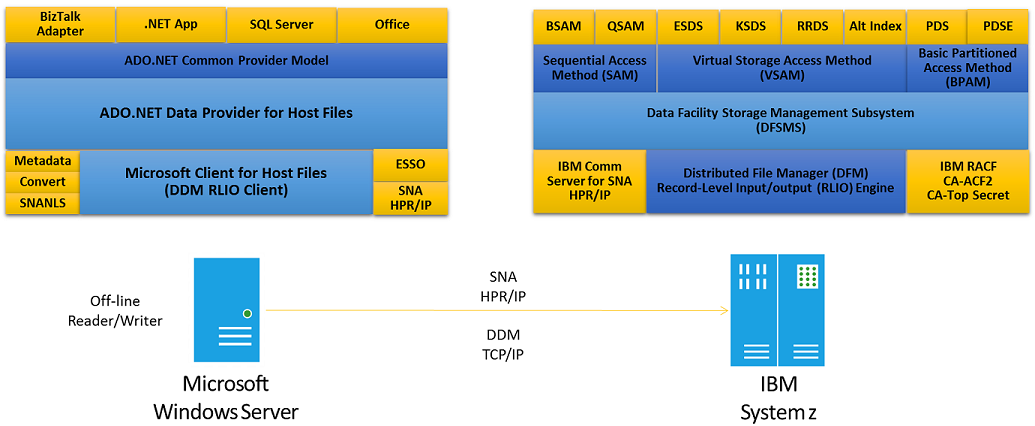 BizTalk
Adapter
.NET App
SQL Server
Office
ADO.NET Common Provider Model
ADO.NET Data Provider for Host Files
Metadata
Convert
SNANLS
Microsoft Client for Host Files
(DDM RLIO Client)
ESSO
SNA
HPR/IP
BSAM
QSAM
ESDS
KSDS
RRDS
Alt Index
PDS
PDSE
Sequential Access
Method (SAM)
Virtual Storage Access Method
(VSAM)
Basic Partitioned
Access Method
(BPAM)
Data Facility Storage Management Subsystem
(DFSMS)
IBM Comm
Server for SNA
HPR/IP
Distributed File Manager (DFM)
Record-Level Input/output (RLIO) Engine
IBM RACF
CA-ACF2
CA-Top Secret
Off-line
Reader/Writer
SNA
HPR/IP
DDM
TCP/IP
Microsoft
Windows Server
IBM
System z